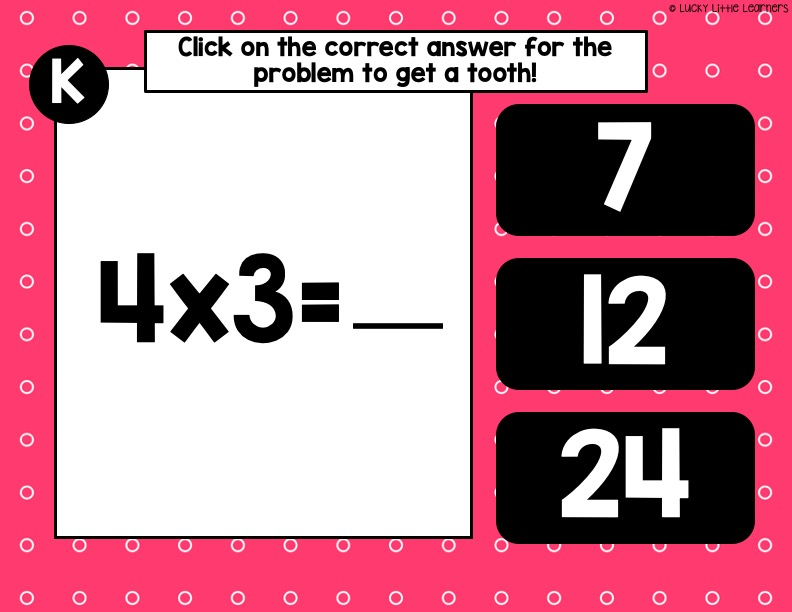 © Lucky Little Learners
Click on the correct answer for the
problem to get a tooth!
K
4x3=__
7
12
24